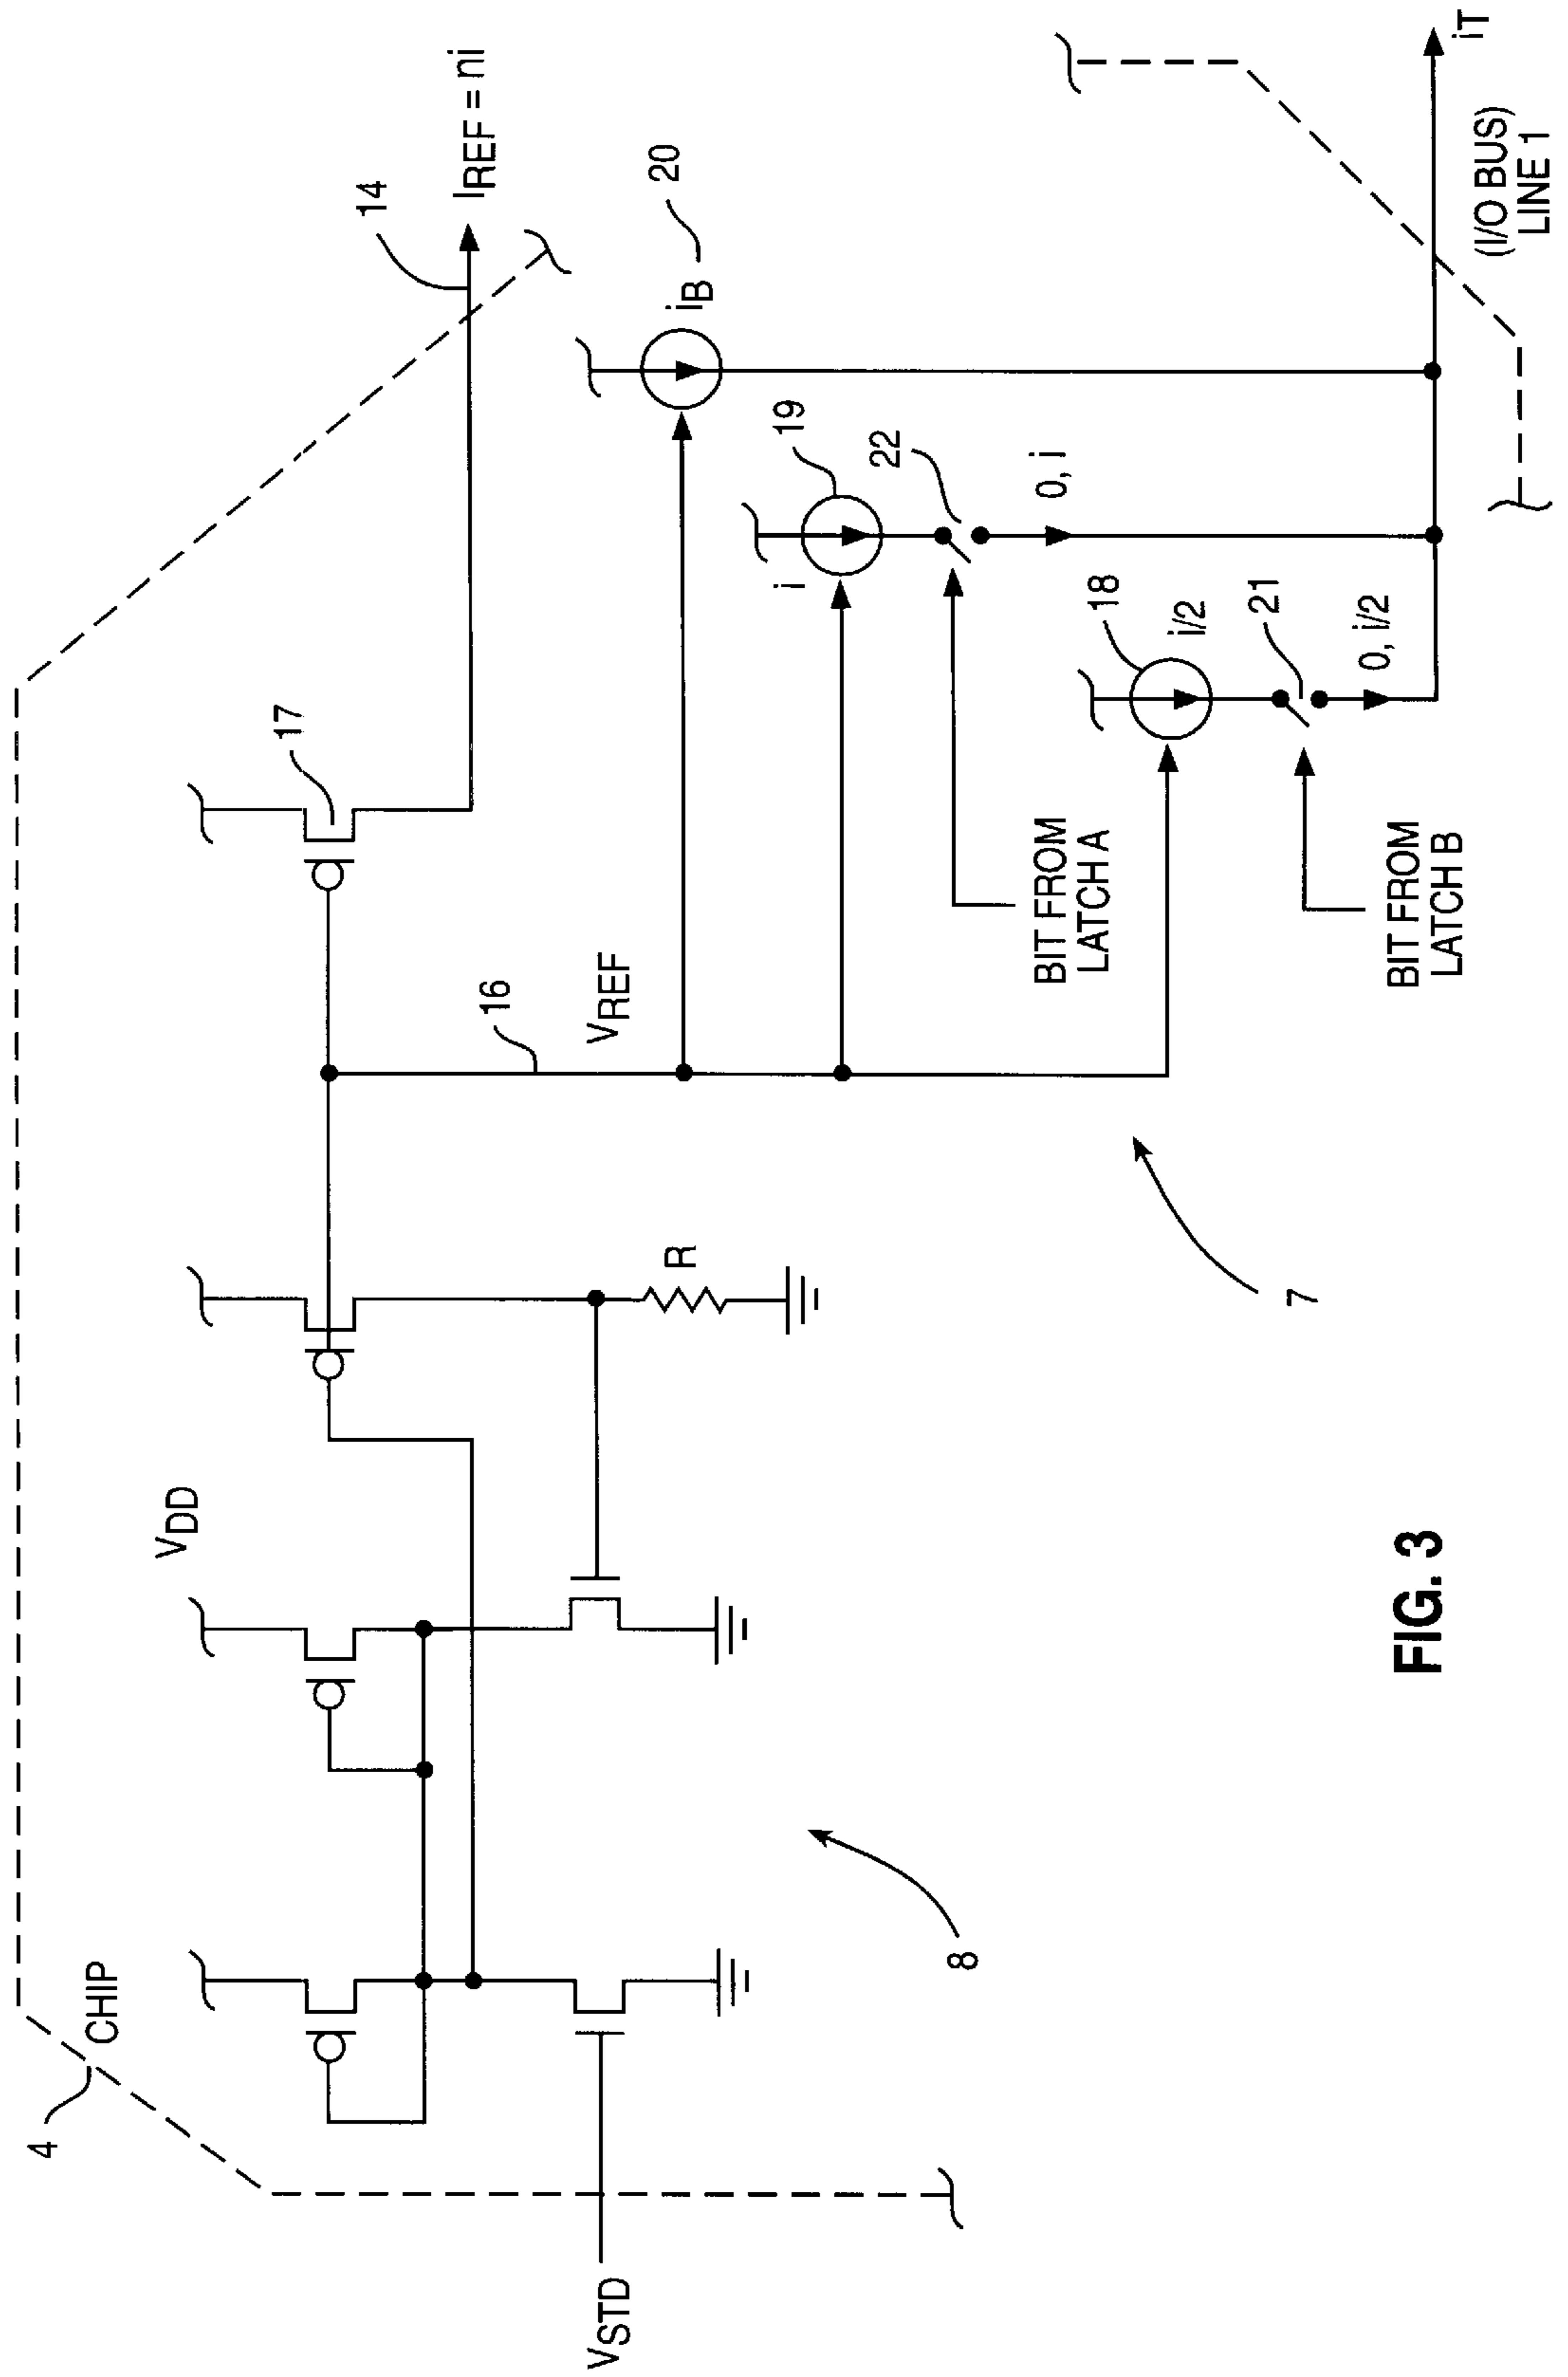 4
CHIP
VDD
17
14
IREF = ni
16
VREF
R
iB
20
19
i
22
0, i
18
i/2
21
0, i/2
BIT FROM
LATCH A
BIT FROM
LATCH B
VSTD
8
7
(I/O BUS)
LINE 1
iT
FIG. 3